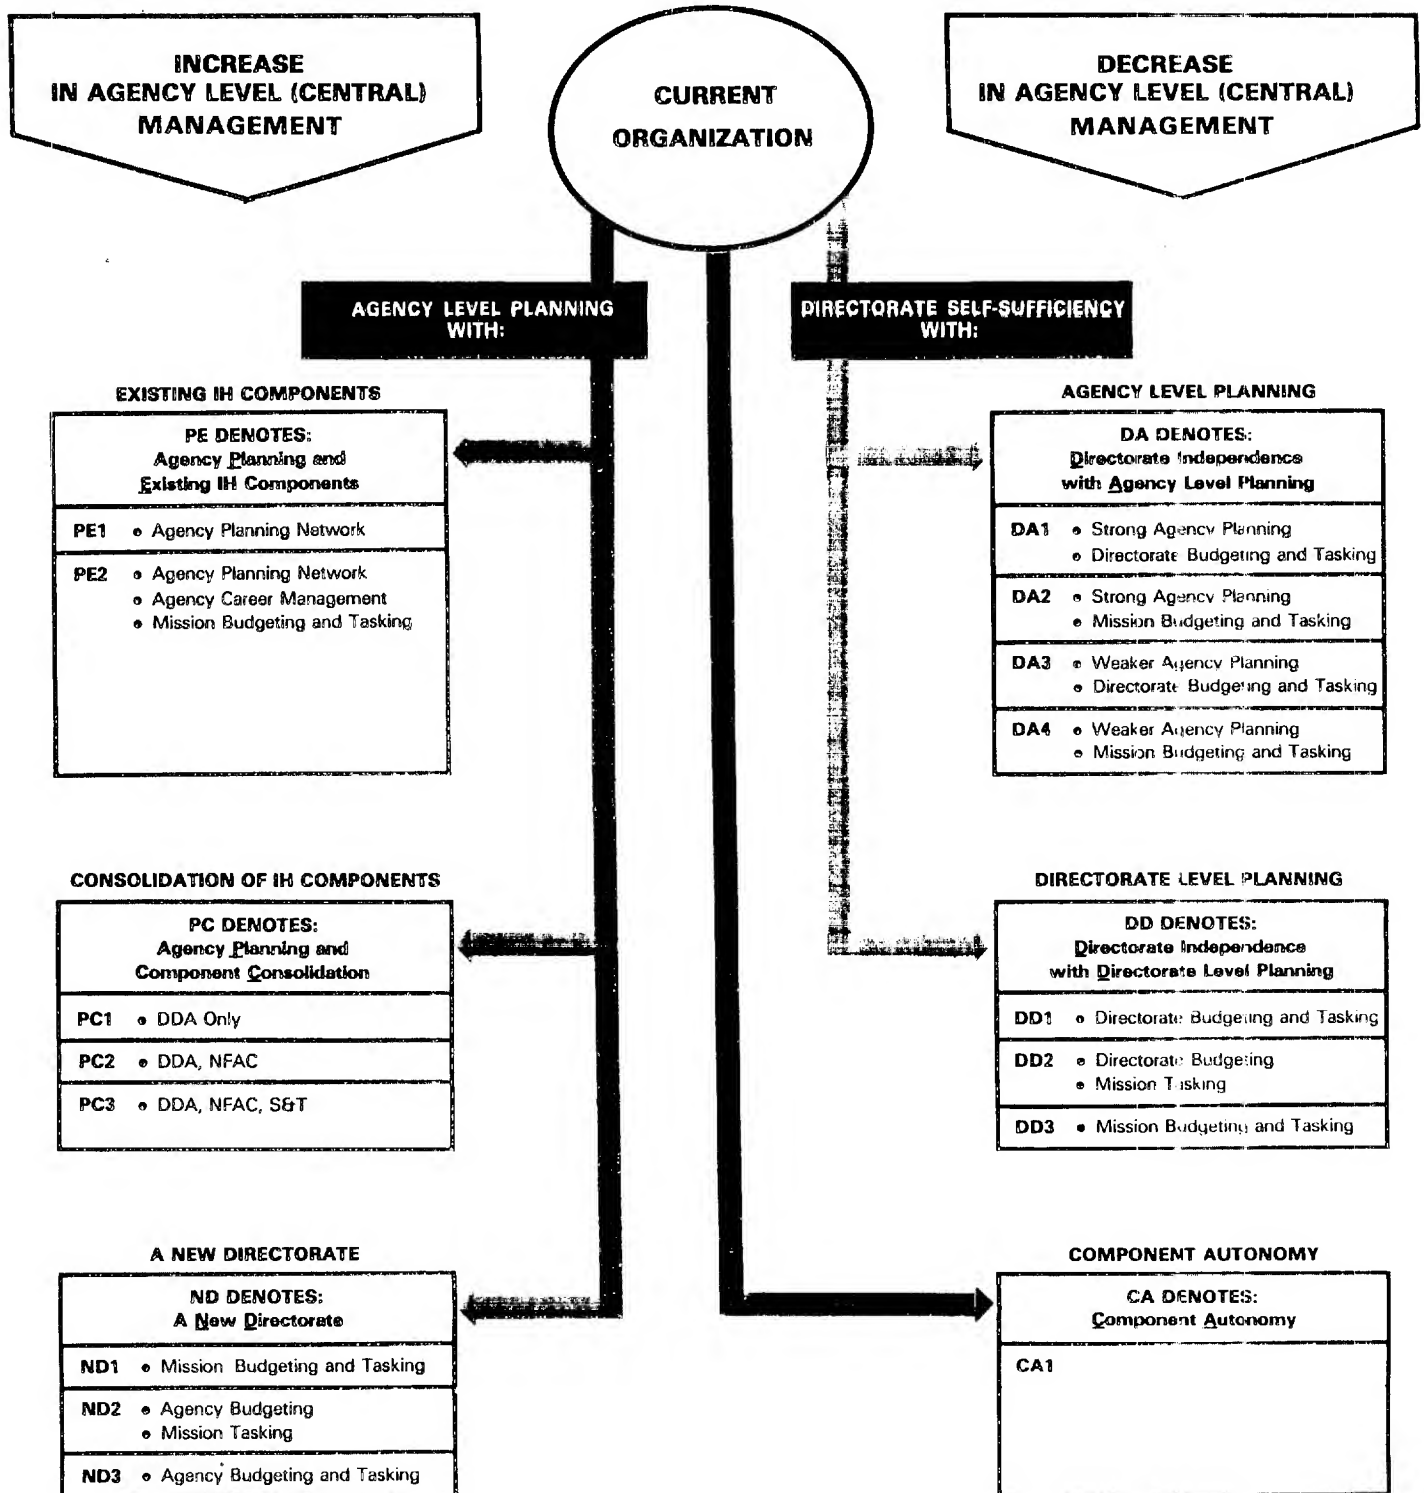 INCREASE
IN AGENCY LEVEL (CENTRAL)
MANAGEMENT
CURRENT
ORGANIZATION
DECREASE
IN AGENCY LEVEL (CENTRAL)
MANAGEMENT
AGENCY LEVEL PLANNING
WITH:
DIRECTORATE SELF-SUFFICIENCY
WITH:
EXISTING IH COMPONENTS
PE DENOTES:
Agency Planning and
Existing IH Components
PE1 • Agency Planning Network
PE2 • Agency Planning Network
• Agency Career Management
• Mission Budgeting and Tasking
AGENCY LEVEL PLANNING
DA DENOTES:
Directorate Independence
with Agency Level Planning
DA1 • Strong Agency Planning
• Directorate Budgeting and Tasking
DA2 • Strong Agency Planning
• Mission Budgeting and Tasking
DA3 • Weaker Agency Planning
• Directorate Budgeting and Tasking
DA4 • Weaker Agency Planning
• Mission Budgeting and Tasking
CONSOLIDATION OF IH COMPONENTS
PC DENOTES:
Agency Planning and
Component Consolidation
PC1 • DDA Only
PC2 • DDA, NFAC
PC3 • DDA, NFAC, S&T
DIRECTORATE LEVEL PLANNING
DD DENOTES:
Directorate Independence
with Directorate Level Planning
DD1 • Directorate Budgeting and Tasking
DD2 • Directorate Budgeting
• Mission Tasking
DD3 • Mission Budgeting and Tasking
A NEW DIRECTORATE
ND DENOTES:
A New Directorate
ND1 • Mission Budgeting and Tasking
ND2 • Agency Budgeting
• Mission Tasking
ND3 • Agency Budgeting and Tasking
COMPONENT AUTONOMY
CA DENOTES:
Component Autonomy
CA1